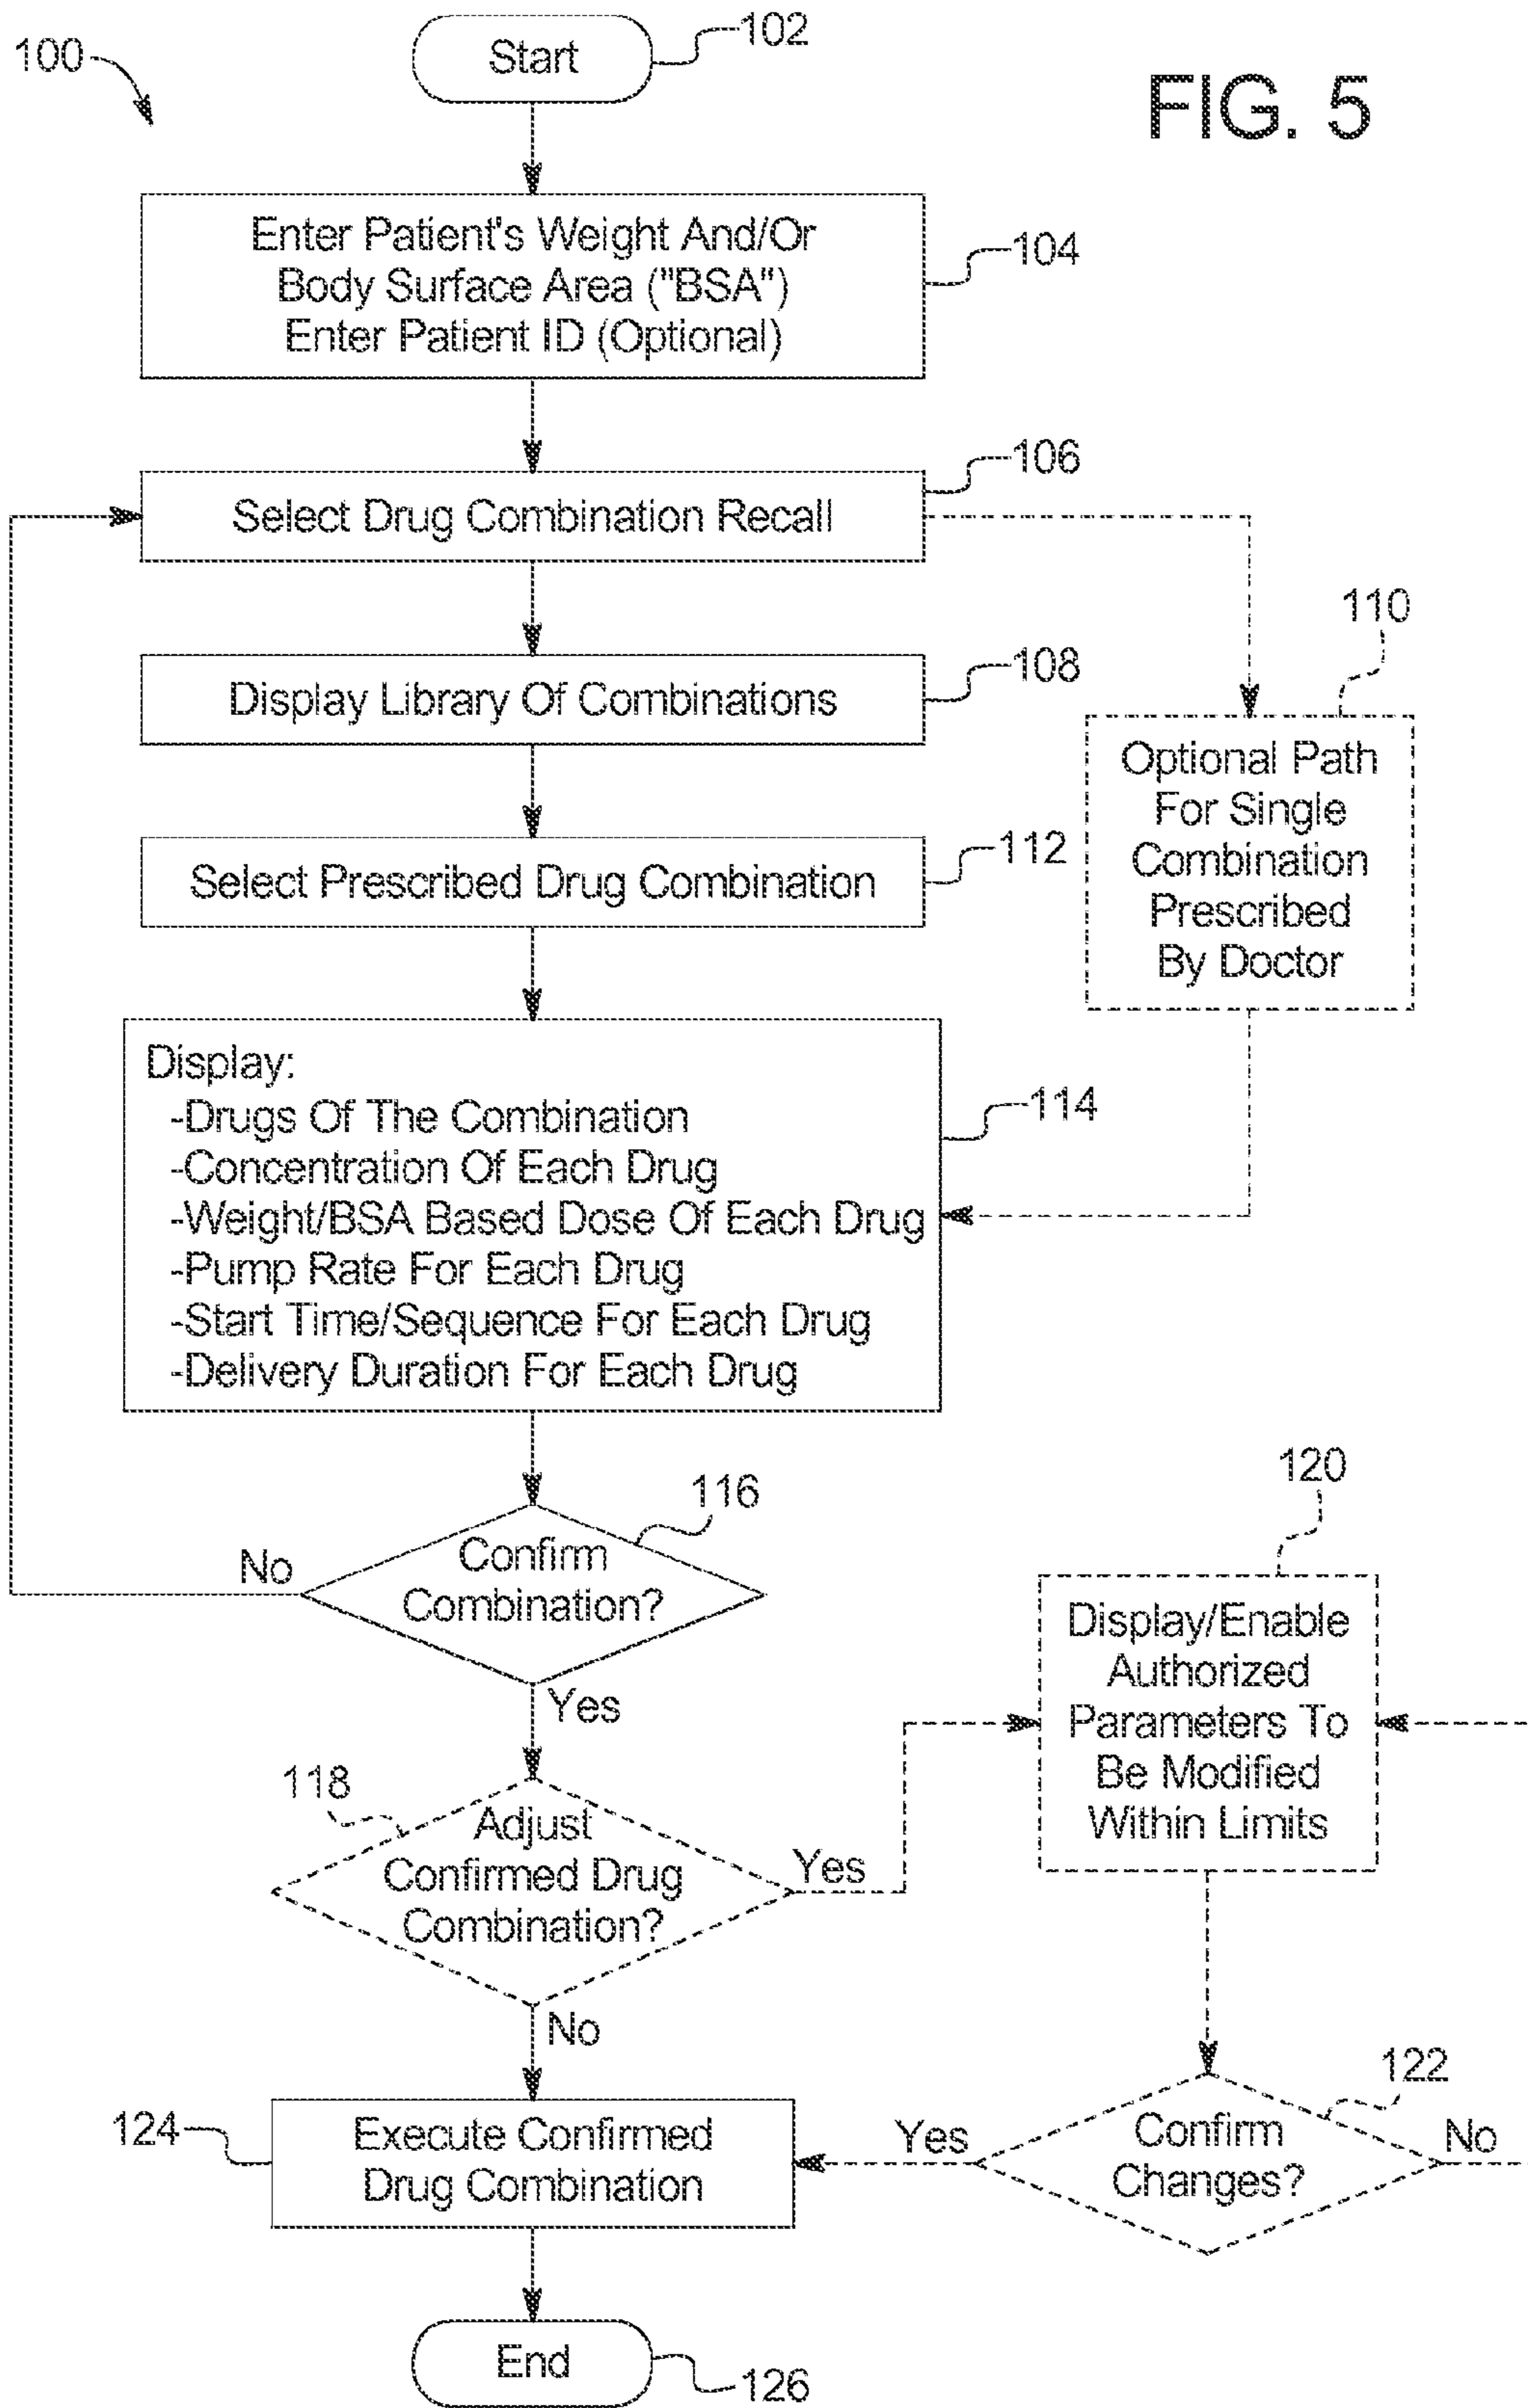 100
Start
102
FIG. 5
Enter Patient's Weight And/Or
Body Surface Area ("BSA")
Enter Patient ID (Optional)
104
Select Drug Combination Recall
106
Display Library Of Combinations
108
110
Optional Path
For Single
Combination
Prescribed
By Doctor
Select Prescribed Drug Combination
112
Display:
-Drugs Of The Combination
-Concentration Of Each Drug
-Weight/BSA Based Dose Of Each Drug
-Pump Rate For Each Drug
-Start Time/Sequence For Each Drug
-Delivery Duration For Each Drug
114
116
Confirm
Combination?
No
Yes
118
Adjust
Confirmed Drug
Combination?
Yes
No
120
Display/Enable
Authorized
Parameters To
Be Modified
Within Limits
122
Confirm
Changes?
Yes
No
124
Execute Confirmed
Drug Combination
End
126